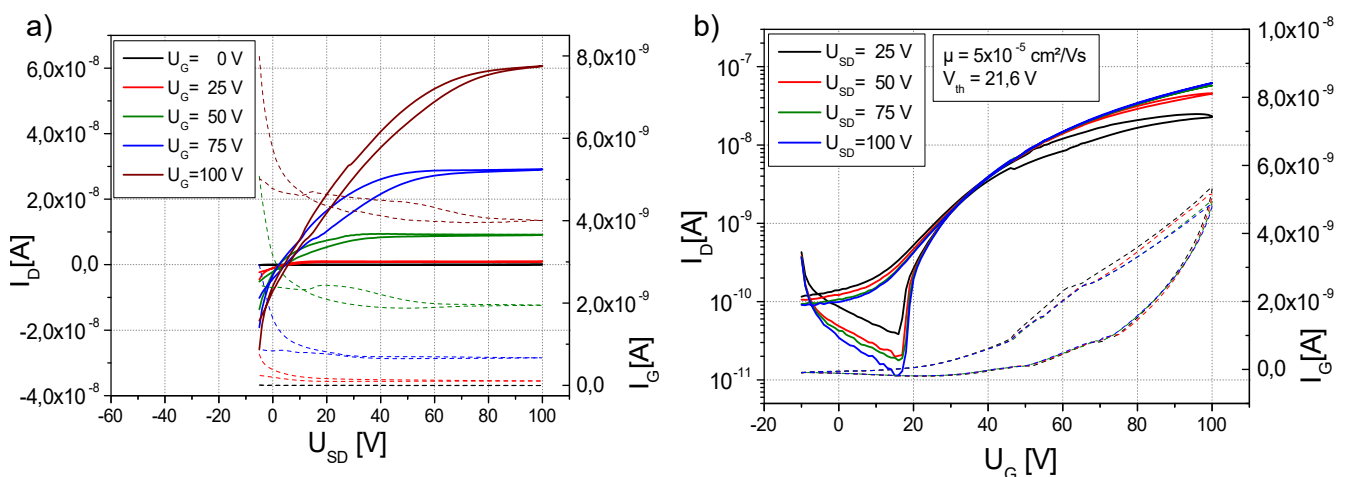 a)
6,0x10⁻⁸
4,0x10⁻⁸
2,0x10⁻⁸
0,0
-2,0x10⁻⁸
-4,0x10⁻⁸
I_D[A]
U_G= 0 V
U_G= 25 V
U_G= 50 V
U_G= 75 V
U_G=100 V
8,0x10⁻⁹
6,0x10⁻⁹
4,0x10⁻⁹
2,0x10⁻⁹
0,0
I_G[A]
-60 -40 -20 0 20 40 60 80 100
U_SD [V]
b)
10⁻⁷
10⁻⁸
10⁻⁹
10⁻¹⁰
10⁻¹¹
I_D[A]
U_SD= 25 V
U_SD= 50 V
U_SD= 75 V
U_SD=100 V
μ = 5x10⁻⁵ cm²/Vs
V_th = 21,6 V
1,0x10⁻⁸
8,0x10⁻⁹
6,0x10⁻⁹
4,0x10⁻⁹
2,0x10⁻⁹
0,0
I_G[A]
-20 0 20 40 60 80 100
U_G [V]